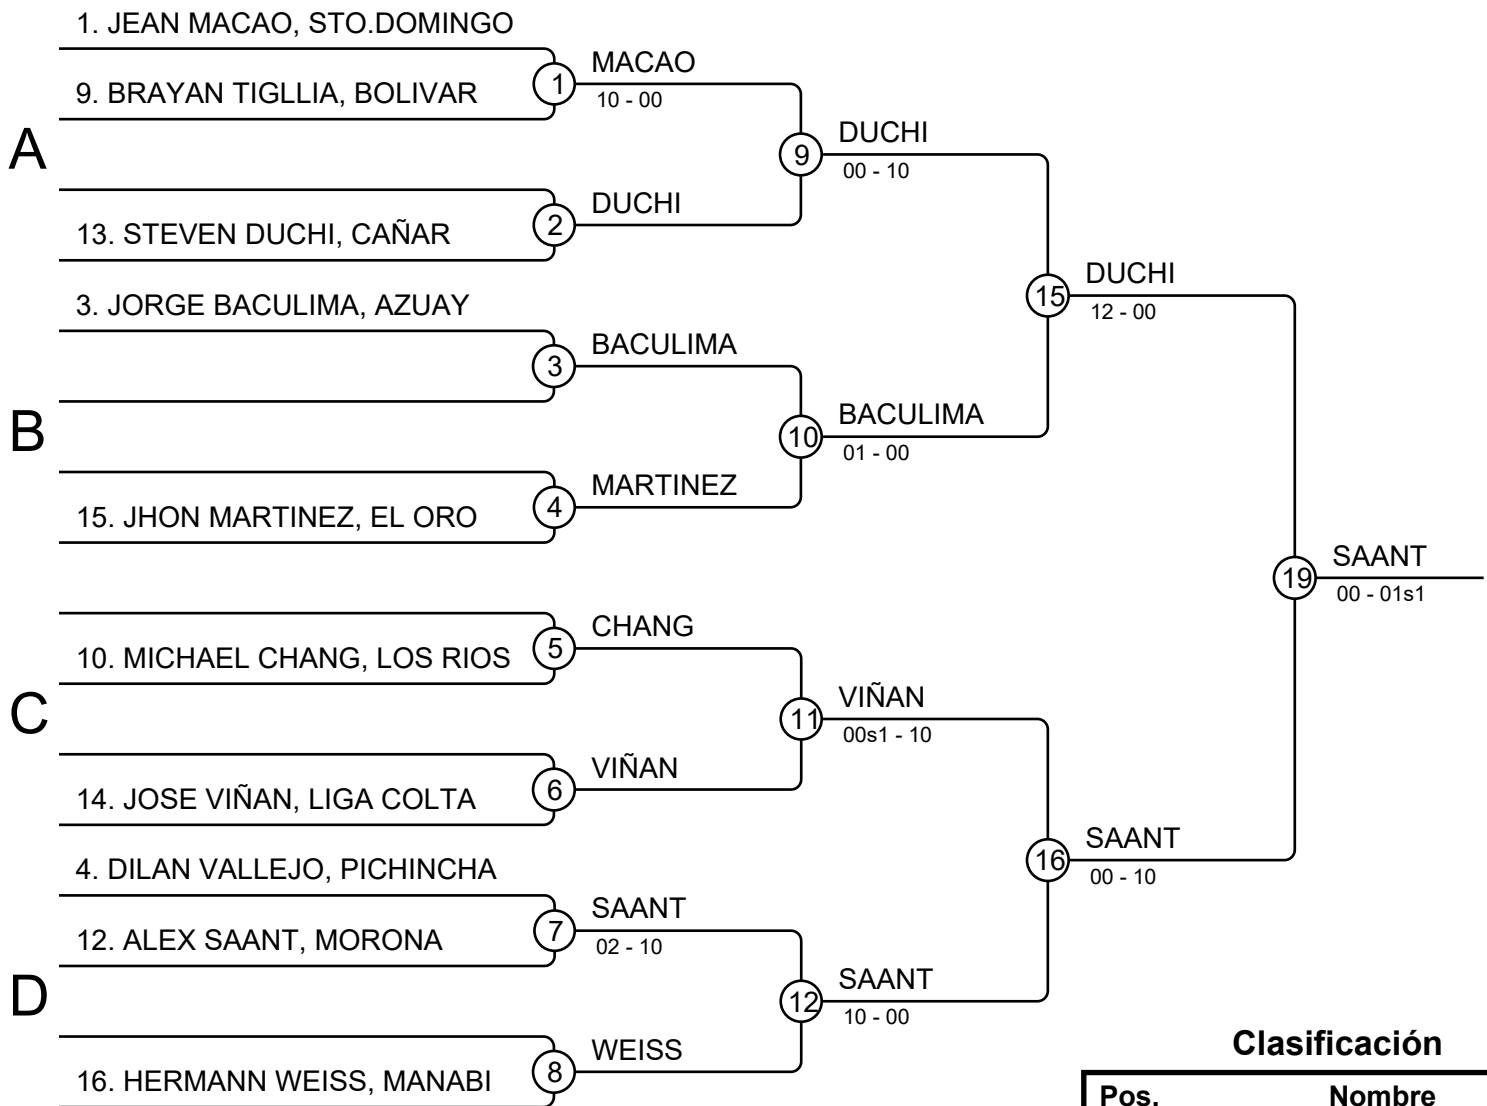 1. JEAN MACAO, STO.DOMINGO
MACAO
9. BRAYAN TIGLLIA, BOLIVAR
1
10 - 00
A
DUCHI
9
00 - 10
DUCHI
13. STEVEN DUCHI, CAÑAR
2
DUCHI
3. JORGE BACULIMA, AZUAY
15
12 - 00
BACULIMA
3
BACULIMA
B
10
01 - 00
MARTINEZ
15. JHON MARTINEZ, EL ORO
4
SAANT
19
00 - 01s1
CHANG
10. MICHAEL CHANG, LOS RIOS
5
C
VIÑAN
11
00s1 - 10
VIÑAN
14. JOSE VIÑAN, LIGA COLTA
6
SAANT
4. DILAN VALLEJO, PICHINCHA
16
00 - 10
SAANT
12. ALEX SAANT, MORONA
7
02 - 10
D
SAANT
12
10 - 00
WEISS
16. HERMANN WEISS, MANABI
8
Clasificación
Pos. Nombre